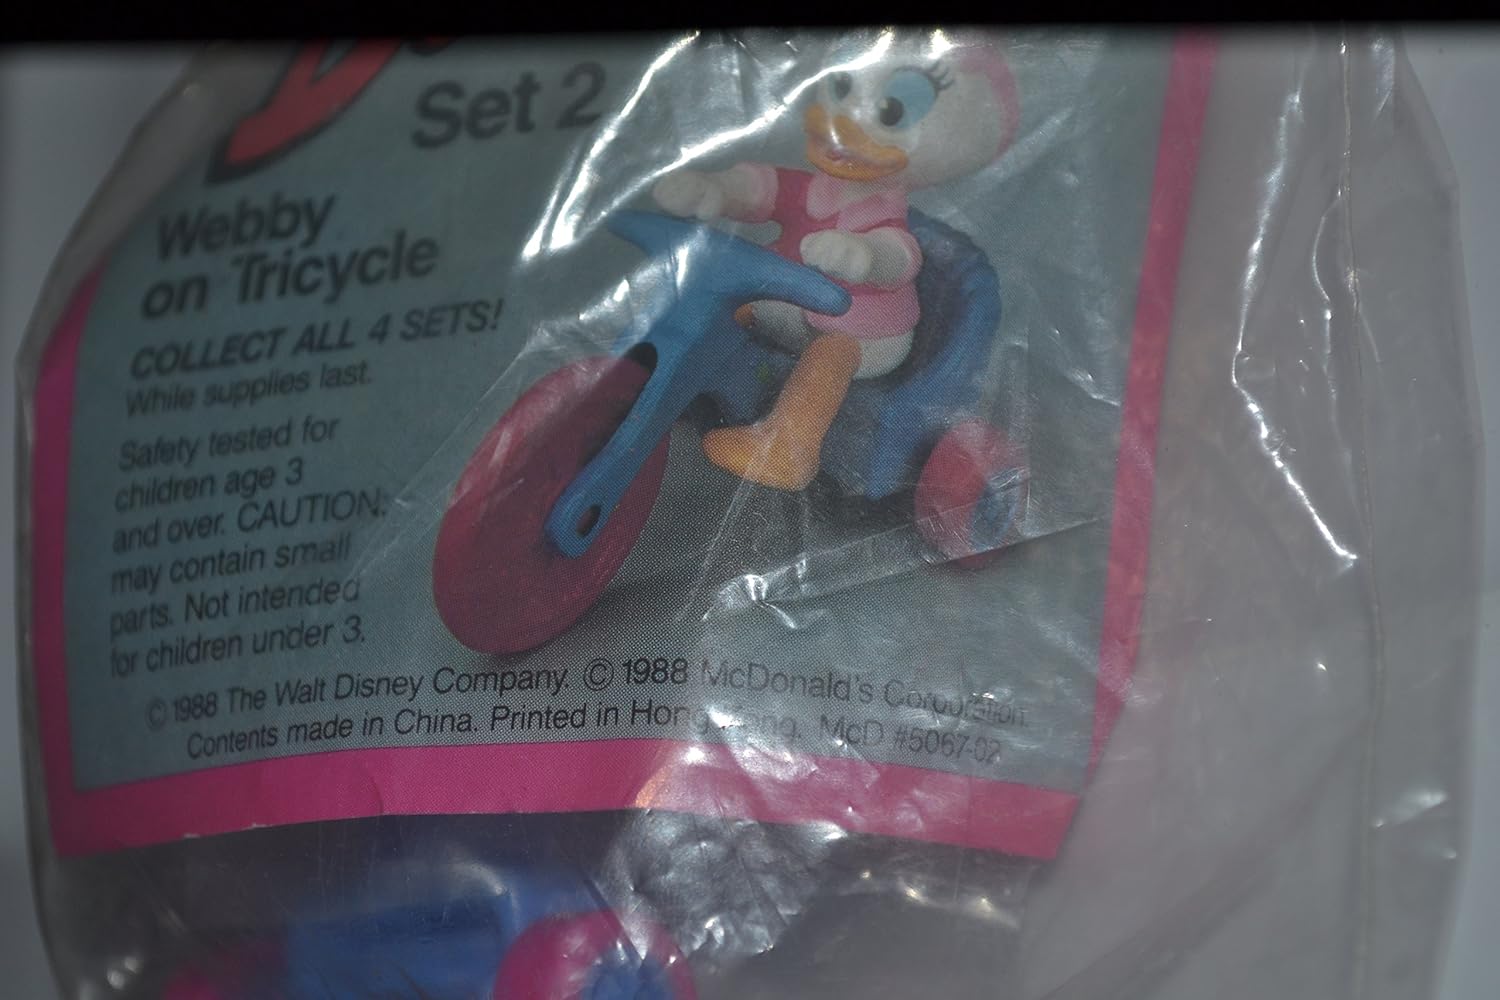 Set 2
Webby
on Tricycle
COLLECT ALL 4 SETS!
While supplies last.
Safety tested for
children age 3
and over. CAUTION:
may contain small
parts. Not intended
for children under 3.
© 1988 The Walt Disney Company. © 1988 McDonald's Corporation.
Contents made in China. Printed in Hong Kong. McD #5067-02